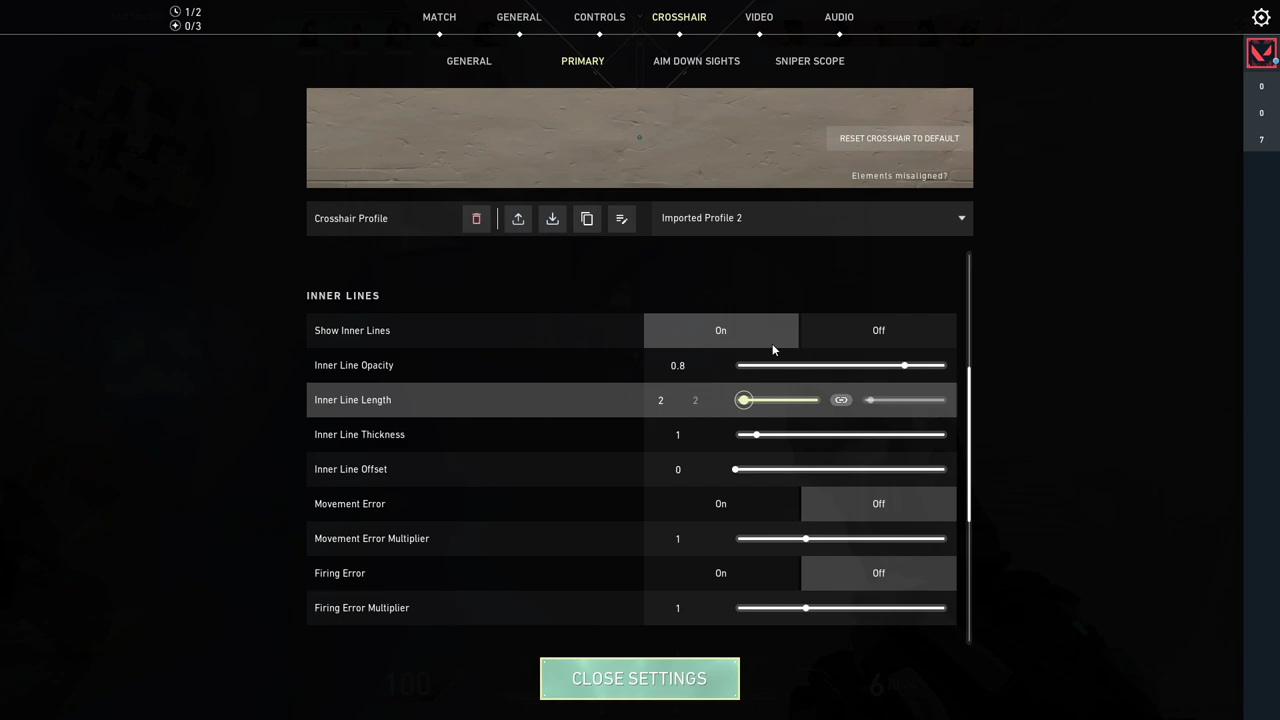 1/2
0/3
MATCH GENERAL CONTROLS CROSSHAIR VIDEO AUDIO
GENERAL PRIMARY AIM DOWN SIGHTS SNIPER SCOPE
0
0
7
RESET CROSSHAIR TO DEFAULT
Elements misaligned?
Crosshair Profile Imported Profile 2
INNER LINES
Show Inner Lines On Off
Inner Line Opacity 0.8
Inner Line Length 2 2
Inner Line Thickness 1
Inner Line Offset 0
Movement Error On Off
Movement Error Multiplier 1
Firing Error On Off
Firing Error Multiplier 1
CLOSE SETTINGS
100 6